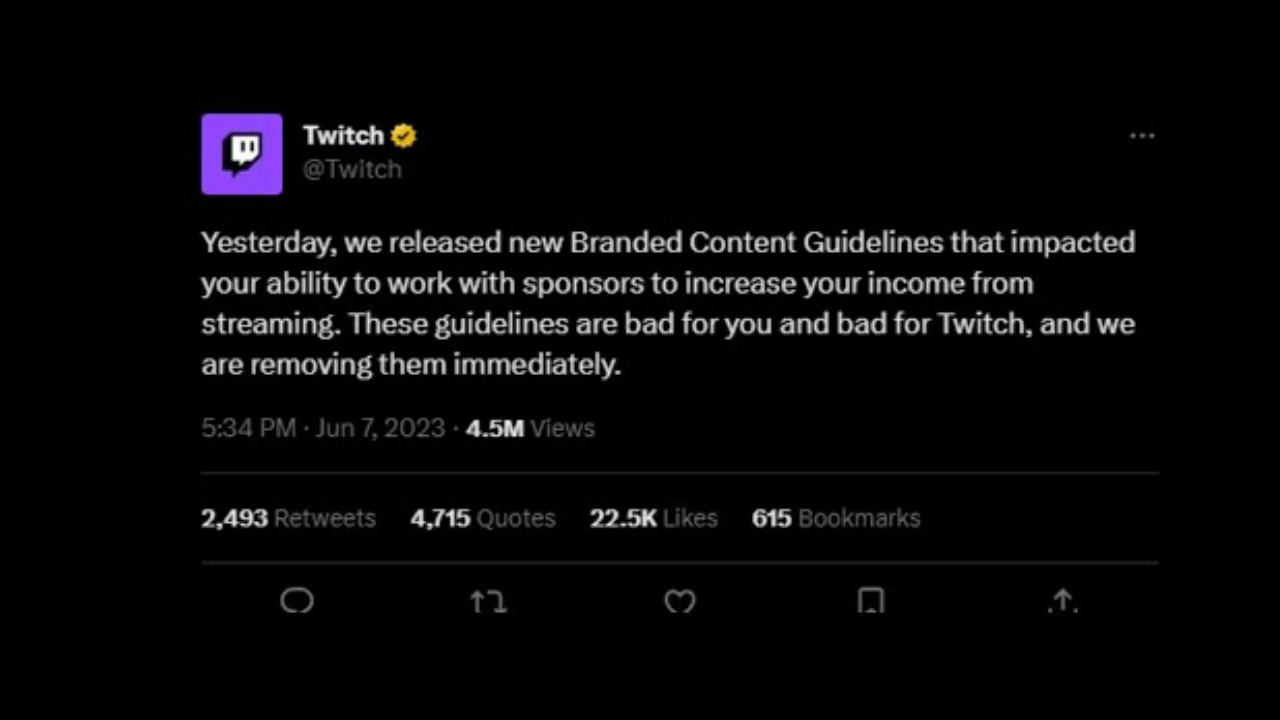 Twitch
@Twitch
Yesterday, we released new Branded Content Guidelines that impacted
your ability to work with sponsors to increase your income from
streaming. These guidelines are bad for you and bad for Twitch, and we
are removing them immediately.
5:34 PM · Jun 7, 2023 · 4.5M Views
2,493 Retweets 4,715 Quotes 22.5K Likes 615 Bookmarks